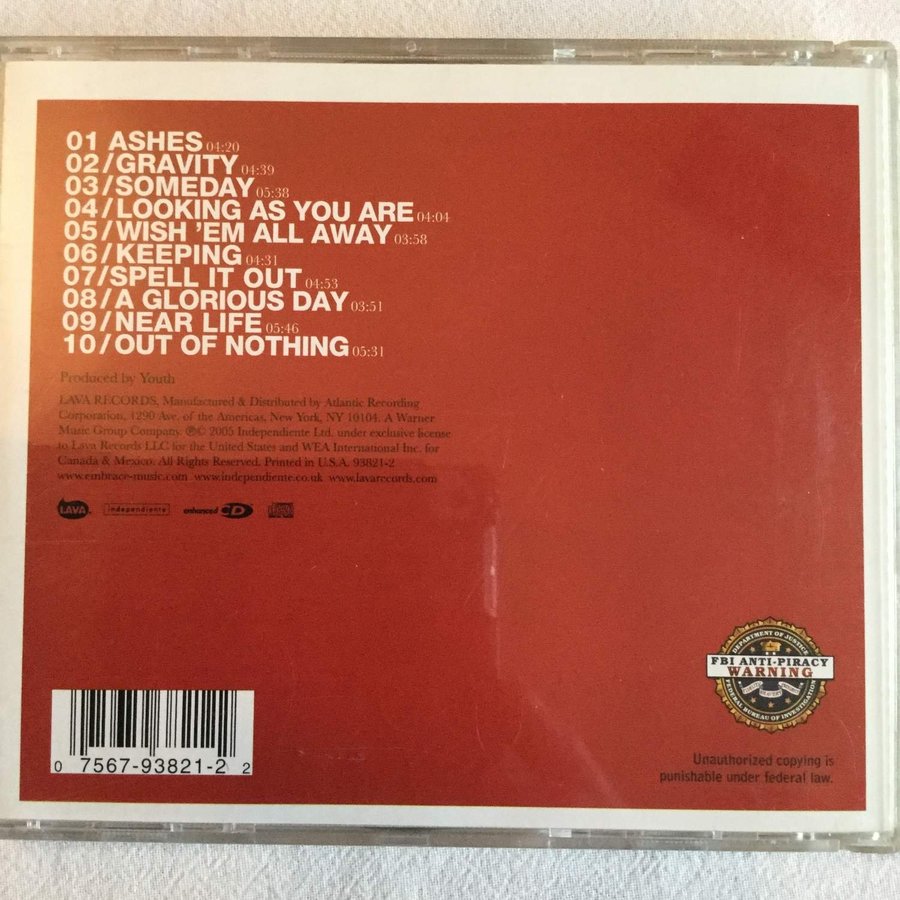 01 ASHES 04:20
02/GRAVITY 04:39
03/SOMEDAY 05:38
04/LOOKING AS YOU ARE 04:04
05/WISH 'EM ALL AWAY 03:58
06/KEEPING 04:31
07/SPELL IT OUT 04:53
08/A GLORIOUS DAY 03:51
09/NEAR LIFE 05:46
10/OUT OF NOTHING 05:31
Produced by Youth
LAVA RECORDS, Manufactured & Distributed by Atlantic Recording
Corporation, 1290 Ave. of the Americas, New York, NY 10104. A Warner
Music Group Company. ℗© 2005 Independiente Ltd. under exclusive license
to Lava Records LLC for the United States and WEA International Inc. for
Canada & Mexico. All Rights Reserved. Printed in U.S.A. 93821-2
www.embrace-music.com www.independiente.co.uk www.lavarecords.com
LAVA independiente enhanced CD
DEPARTMENT OF JUSTICE
FBI ANTI-PIRACY
WARNING
FIDELITY BRAVERY INTEGRITY
FEDERAL BUREAU OF INVESTIGATION
Unauthorized copying is
punishable under federal law.
0 7567-93821-2 2